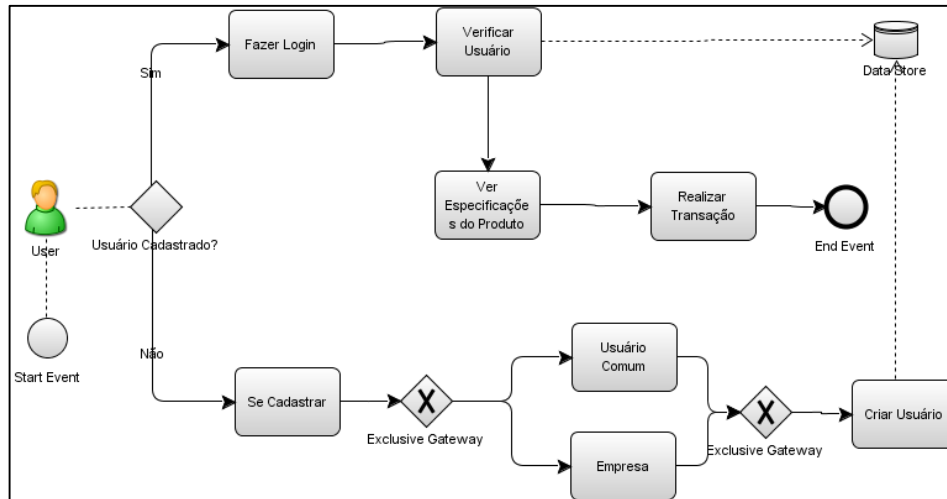 Fazer Login
Verificar
Usuário
Data Store
Sim
User
Usuário Cadastrado?
Ver
Especificaçõe
s do Produto
Realizar
Transação
End Event
Start Event
Não
Se Cadastrar
Exclusive Gateway
Usuário
Comum
Empresa
Exclusive Gateway
Criar Usuário